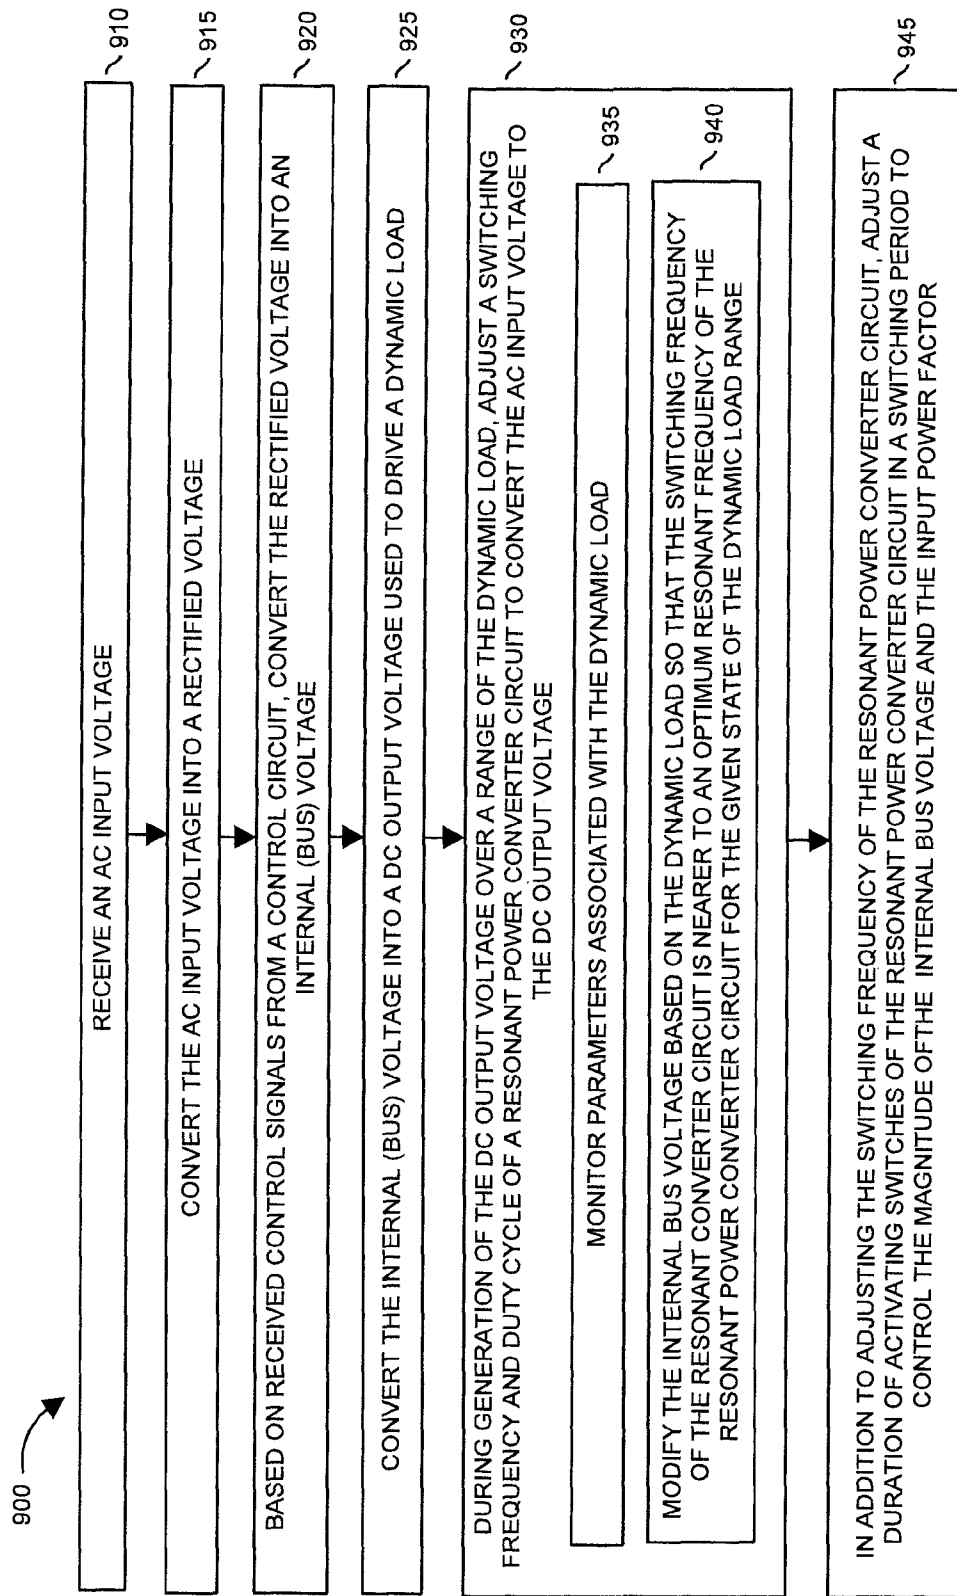 900
RECEIVE AN AC INPUT VOLTAGE
910
CONVERT THE AC INPUT VOLTAGE INTO A RECTIFIED VOLTAGE
915
BASED ON RECEIVED CONTROL SIGNALS FROM A CONTROL CIRCUIT, CONVERT THE RECTIFIED VOLTAGE INTO AN
INTERNAL (BUS) VOLTAGE
920
CONVERT THE INTERNAL (BUS) VOLTAGE INTO A DC OUTPUT VOLTAGE USED TO DRIVE A DYNAMIC LOAD
925
DURING GENERATION OF THE DC OUTPUT VOLTAGE OVER A RANGE OF THE DYNAMIC LOAD, ADJUST A SWITCHING
FREQUENCY AND DUTY CYCLE OF A RESONANT POWER CONVERTER CIRCUIT TO CONVERT THE AC INPUT VOLTAGE TO
THE DC OUTPUT VOLTAGE
930
MONITOR PARAMETERS ASSOCIATED WITH THE DYNAMIC LOAD
935
MODIFY THE INTERNAL BUS VOLTAGE BASED ON THE DYNAMIC LOAD SO THAT THE SWITCHING FREQUENCY
OF THE RESONANT CONVERTER CIRCUIT IS NEARER TO AN OPTIMUM RESONANT FREQUENCY OF THE
RESONANT POWER CONVERTER CIRCUIT FOR THE GIVEN STATE OF THE DYNAMIC LOAD RANGE
940
IN ADDITION TO ADJUSTING THE SWITCHING FREQUENCY OF THE RESONANT POWER CONVERTER CIRCUIT, ADJUST A
DURATION OF ACTIVATING SWITCHES OF THE RESONANT POWER CONVERTER CIRCUIT IN A SWITCHING PERIOD TO
CONTROL THE MAGNITUDE OFTHE INTERNAL BUS VOLTAGE AND THE INPUT POWER FACTOR
945